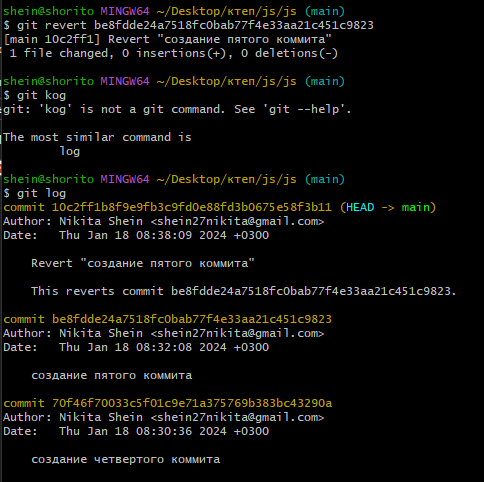 shein@shorito MINGW64 ~/Desktop/ктеп/js/js (main)
$ git revert be8fdde24a7518fc0bab77f4e33aa21c451c9823
[main 10c2ff1] Revert "создание пятого коммита"
 1 file changed, 0 insertions(+), 0 deletions(-)

shein@shorito MINGW64 ~/Desktop/ктеп/js/js (main)
$ git kog
git: 'kog' is not a git command. See 'git --help'.

The most similar command is
        log

shein@shorito MINGW64 ~/Desktop/ктеп/js/js (main)
$ git log
commit 10c2ff1b8f9e9fb3c9fd0e88fd3b0675e58f3b11 (HEAD -> main)
Author: Nikita Shein <shein27nikita@gmail.com>
Date:   Thu Jan 18 08:38:09 2024 +0300

    Revert "создание пятого коммита"

    This reverts commit be8fdde24a7518fc0bab77f4e33aa21c451c9823.

commit be8fdde24a7518fc0bab77f4e33aa21c451c9823
Author: Nikita Shein <shein27nikita@gmail.com>
Date:   Thu Jan 18 08:32:08 2024 +0300

    создание пятого коммита

commit 70f46f70033c5f01c9e71a375769b383bc43290a
Author: Nikita Shein <shein27nikita@gmail.com>
Date:   Thu Jan 18 08:30:36 2024 +0300

    создание четвертого коммита